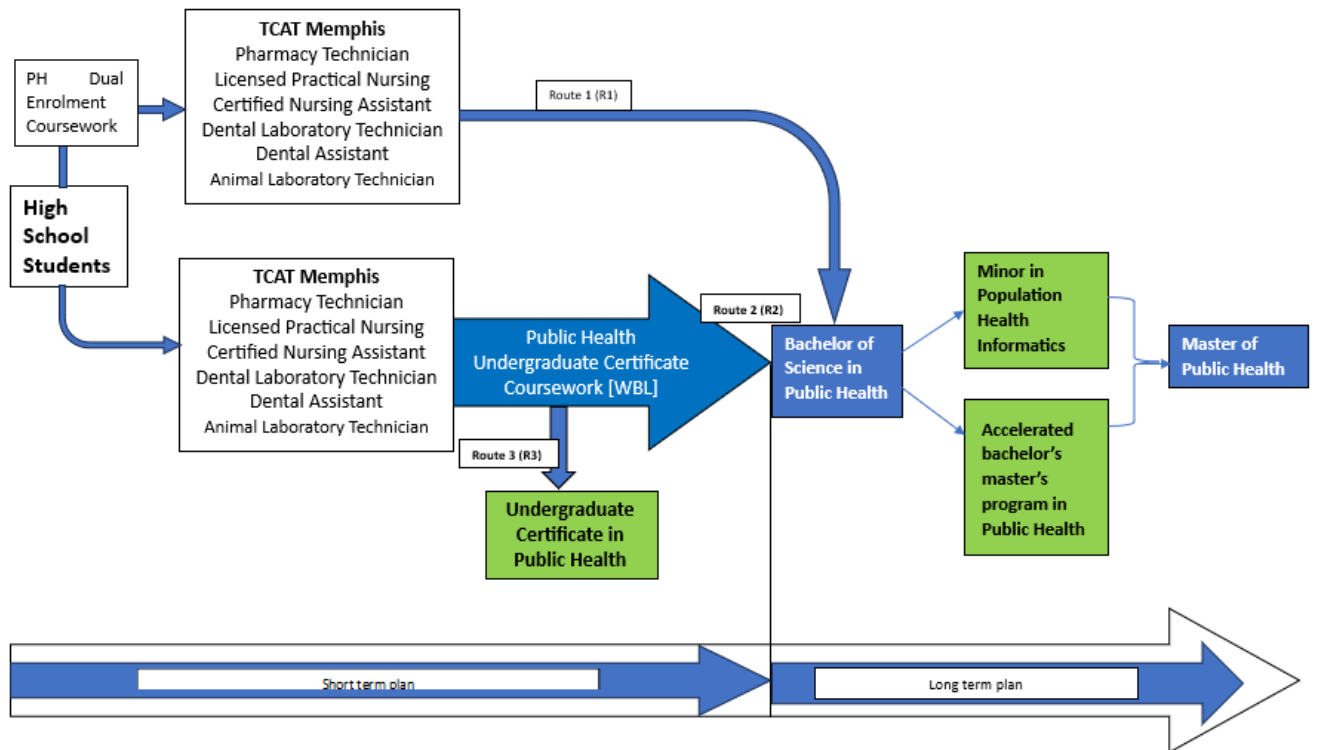 TCAT Memphis
Pharmacy Technician
Licensed Practical Nursing
Certified Nursing Assistant
Dental Laboratory Technician
Dental Assistant
Animal Laboratory Technician
PH Dual
Enrolment
Coursework
Route 1 (R1)
High
School
Students
TCAT Memphis
Pharmacy Technician
Licensed Practical Nursing
Certified Nursing Assistant
Dental Laboratory Technician
Dental Assistant
Animal Laboratory Technician
Public Health
Undergraduate Certificate
Coursework [WBL]
Route 2 (R2)
Route 3 (R3)
Undergraduate
Certificate in
Public Health
Bachelor of
Science in
Public Health
Minor in
Population
Health
Informatics
Accelerated
bachelor's
master's
program in
Public Health
Master of
Public Health
Short term plan
Long term plan